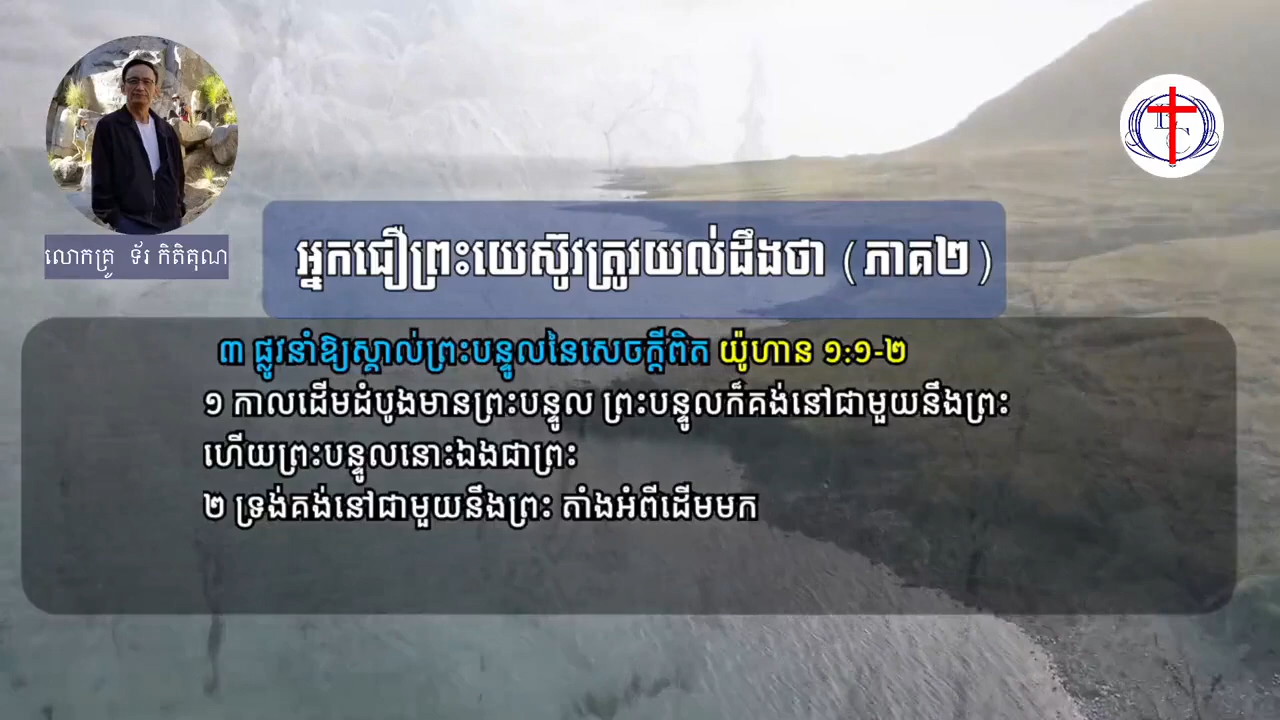 លោកគ្រូ ទ័រ កិតិគុណ
អ្នកជឿព្រះយេស៊ូវត្រូវយល់ដឹងថា (ភាគ២)
៣ ផ្លូវនាំឱ្យស្គាល់ព្រះបន្ទូលនៃសេចក្ដីពិត យ៉ូហាន ១:១-២
១ កាលដើមដំបូងមានព្រះបន្ទូល ព្រះបន្ទូលក៏គង់នៅជាមួយនឹងព្រះ
ហើយព្រះបន្ទូលនោះឯងជាព្រះ
២ ទ្រង់គង់នៅជាមួយនឹងព្រះ តាំងអំពីដើមមក